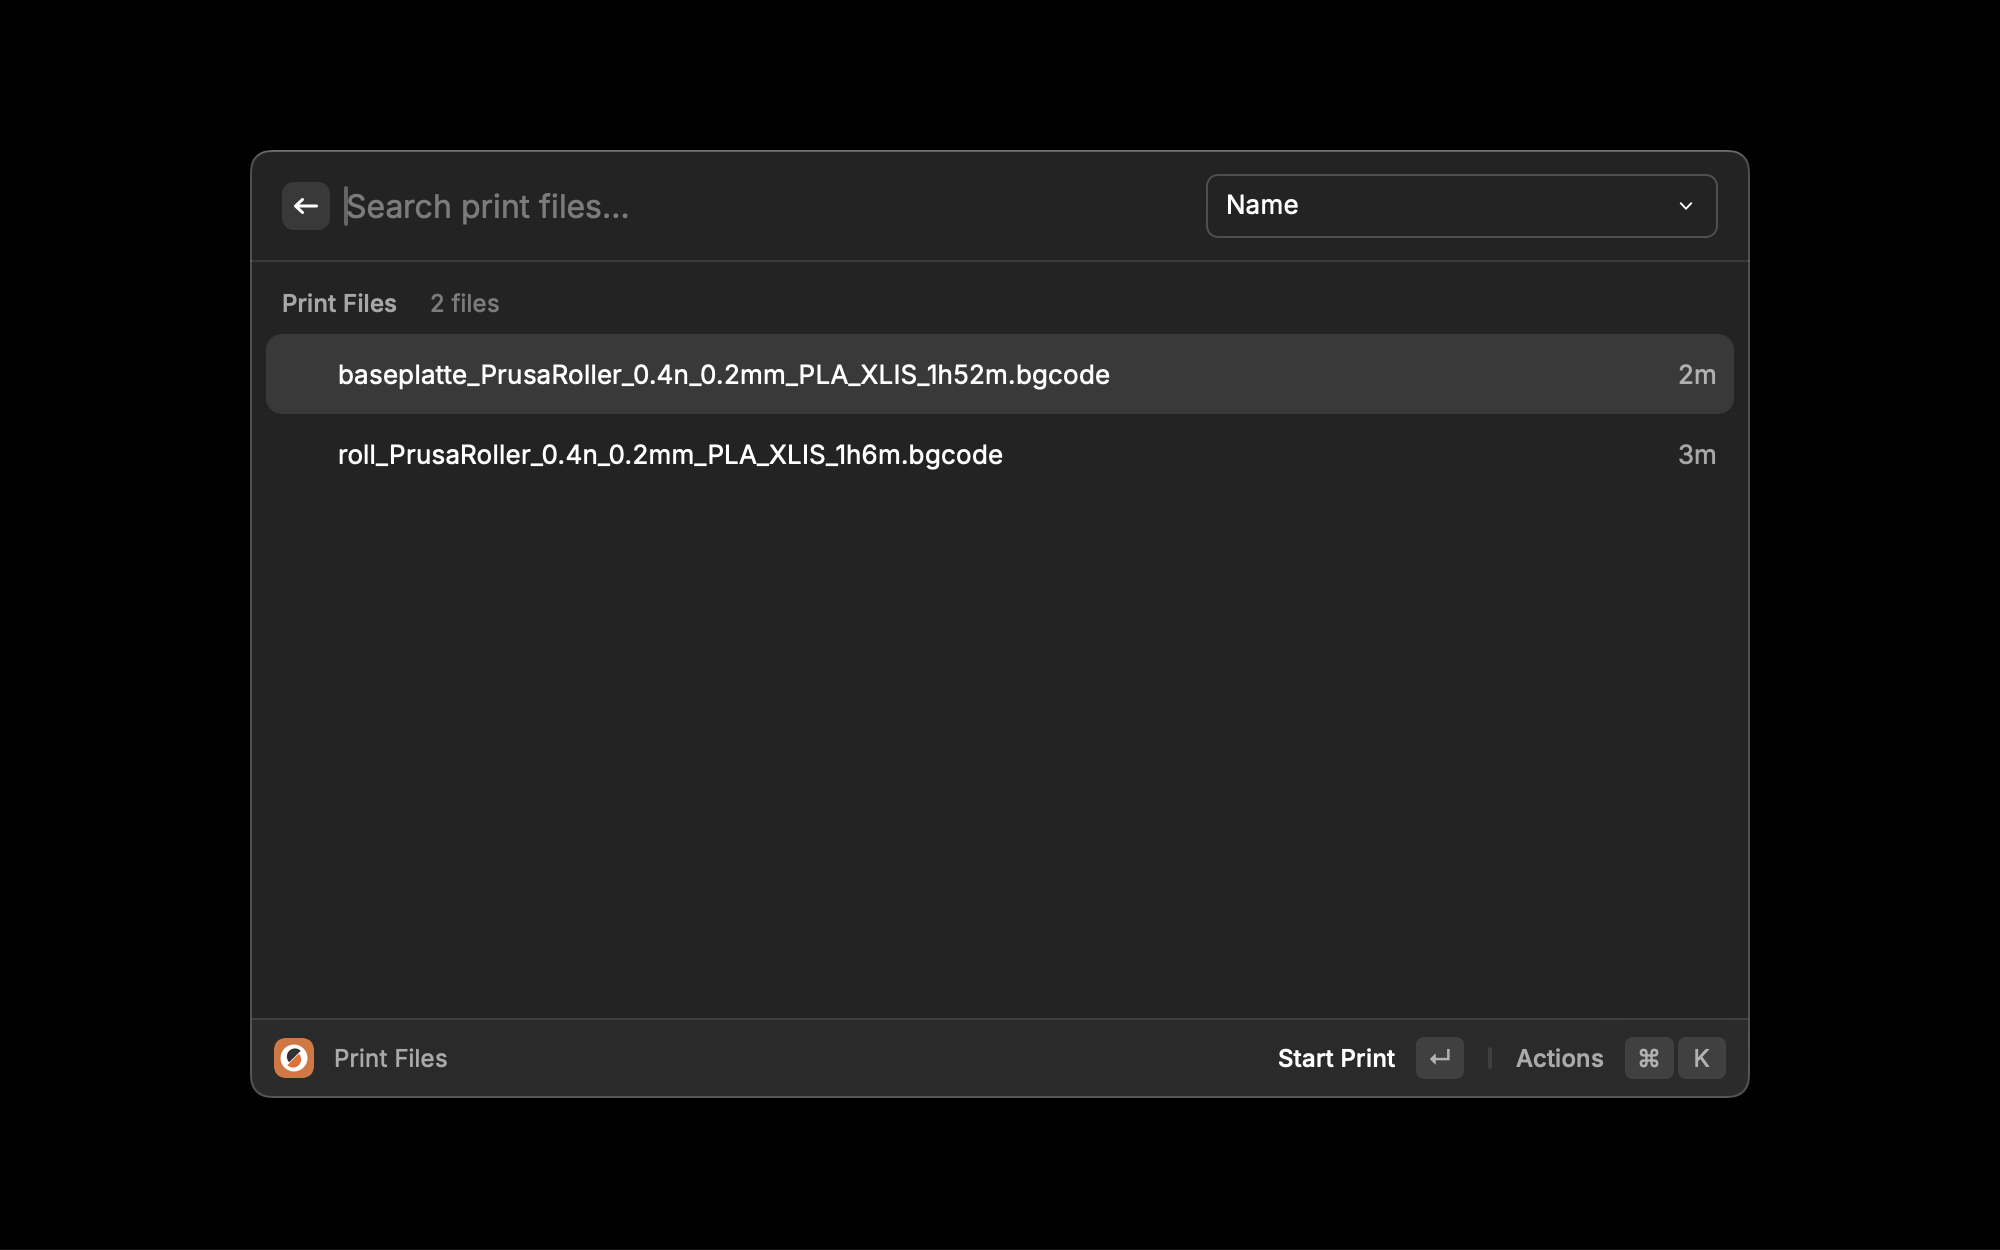 Search print files...
Name
Print Files 2 files
baseplatte_PrusaRoller_0.4n_0.2mm_PLA_XLIS_1h52m.bgcode 2m
roll_PrusaRoller_0.4n_0.2mm_PLA_XLIS_1h6m.bgcode 3m
Print Files
Start Print ↵ Actions ⌘ K